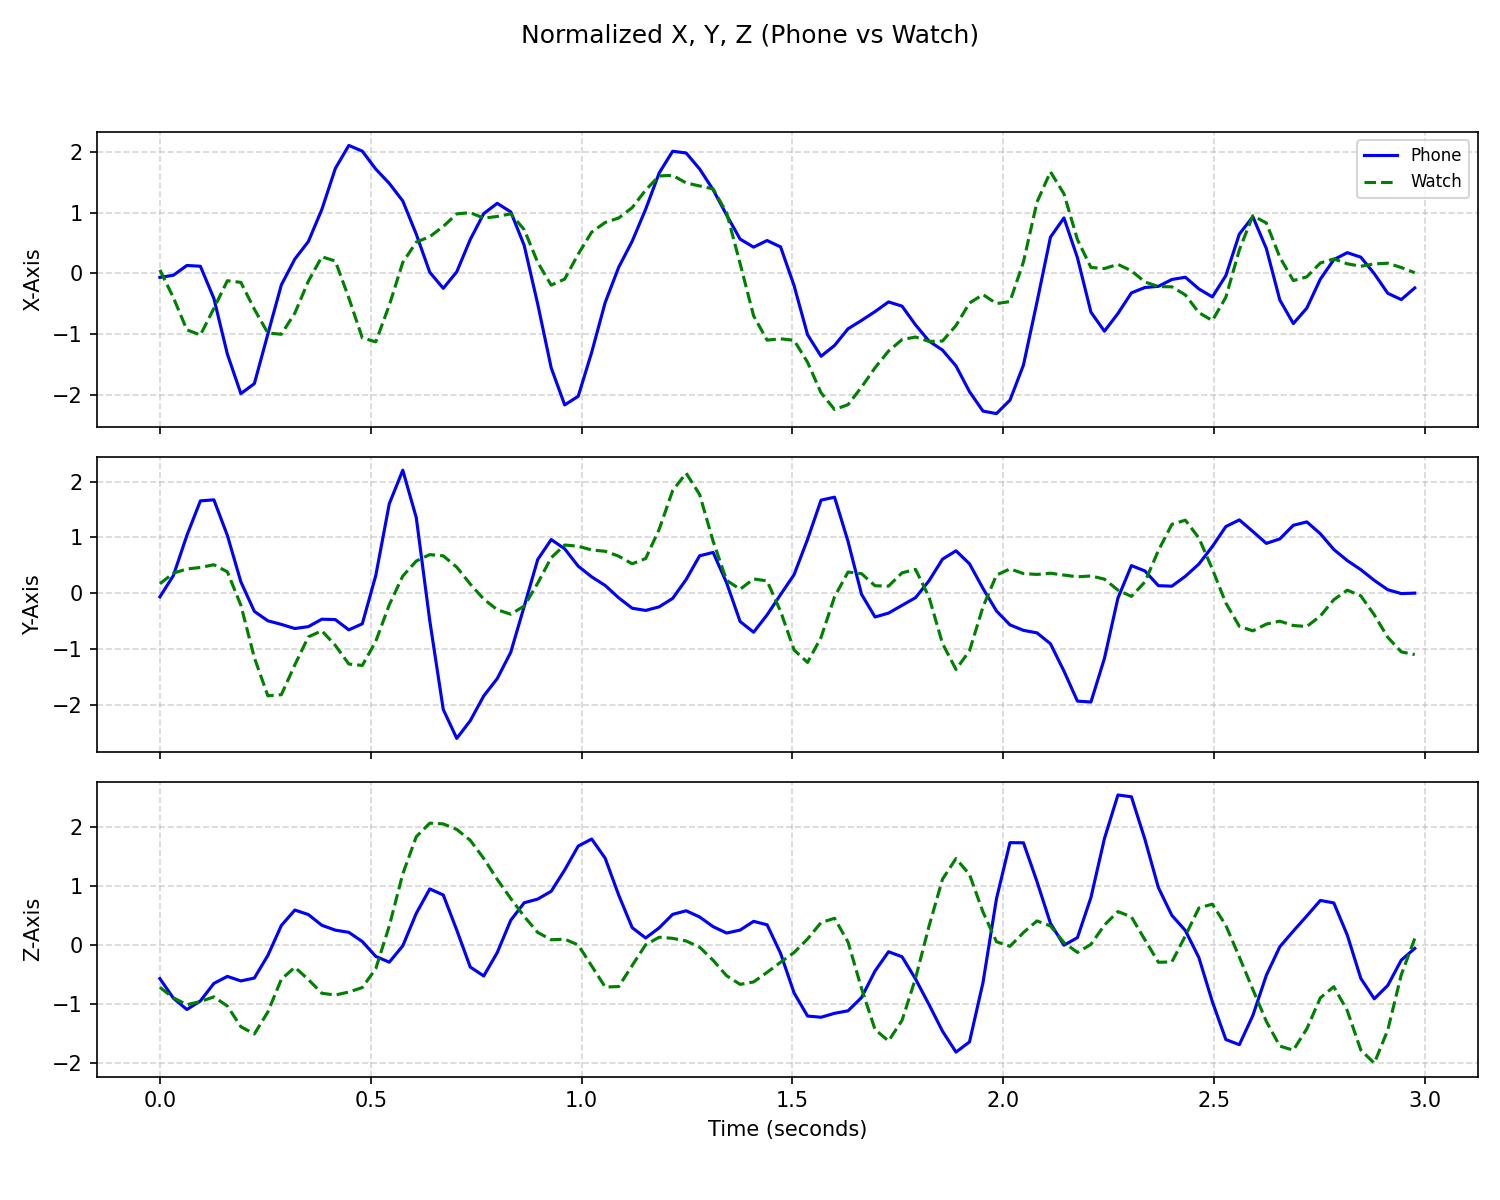 Normalized X, Y, Z (Phone vs Watch)
Phone
Watch
X-Axis
2
1
0
−1
−2
Y-Axis
2
1
0
−1
−2
Z-Axis
2
1
0
−1
−2
0.0 0.5 1.0 1.5 2.0 2.5 3.0
Time (seconds)